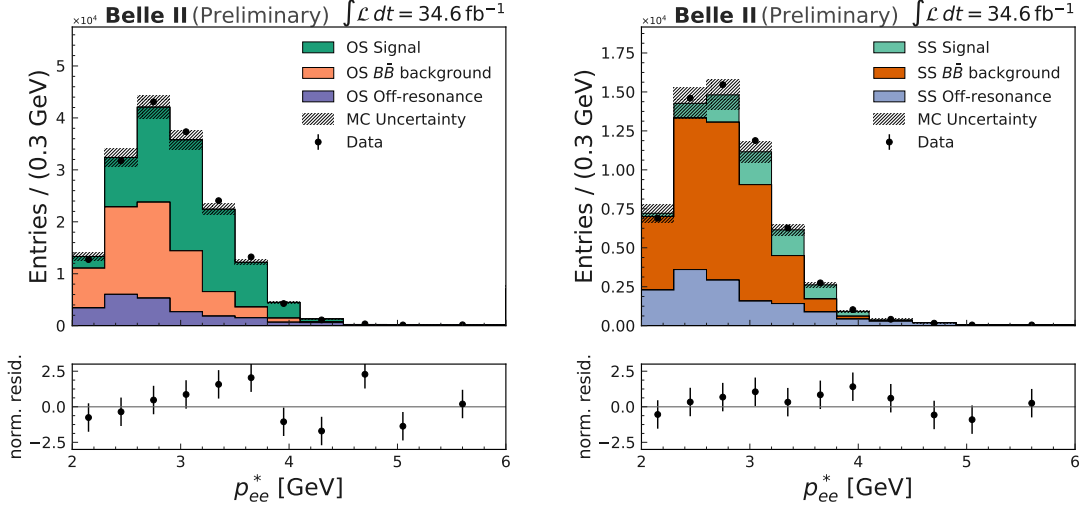 Belle II (Preliminary) ∫ℒ dt = 34.6 fb⁻¹
×10⁴
Entries / (0.3 GeV)
5
4
3
2
1
0
OS Signal
OS BB̄ background
OS Off-resonance
MC Uncertainty
Data
norm. resid.
2.5
0.0
−2.5
2 3 4 5 6
p*ee [GeV]
Belle II (Preliminary) ∫ℒ dt = 34.6 fb⁻¹
×10⁴
Entries / (0.3 GeV)
1.75
1.50
1.25
1.00
0.75
0.50
0.25
0.00
SS Signal
SS BB̄ background
SS Off-resonance
MC Uncertainty
Data
norm. resid.
2.5
0.0
−2.5
2 3 4 5 6
p*ee [GeV]